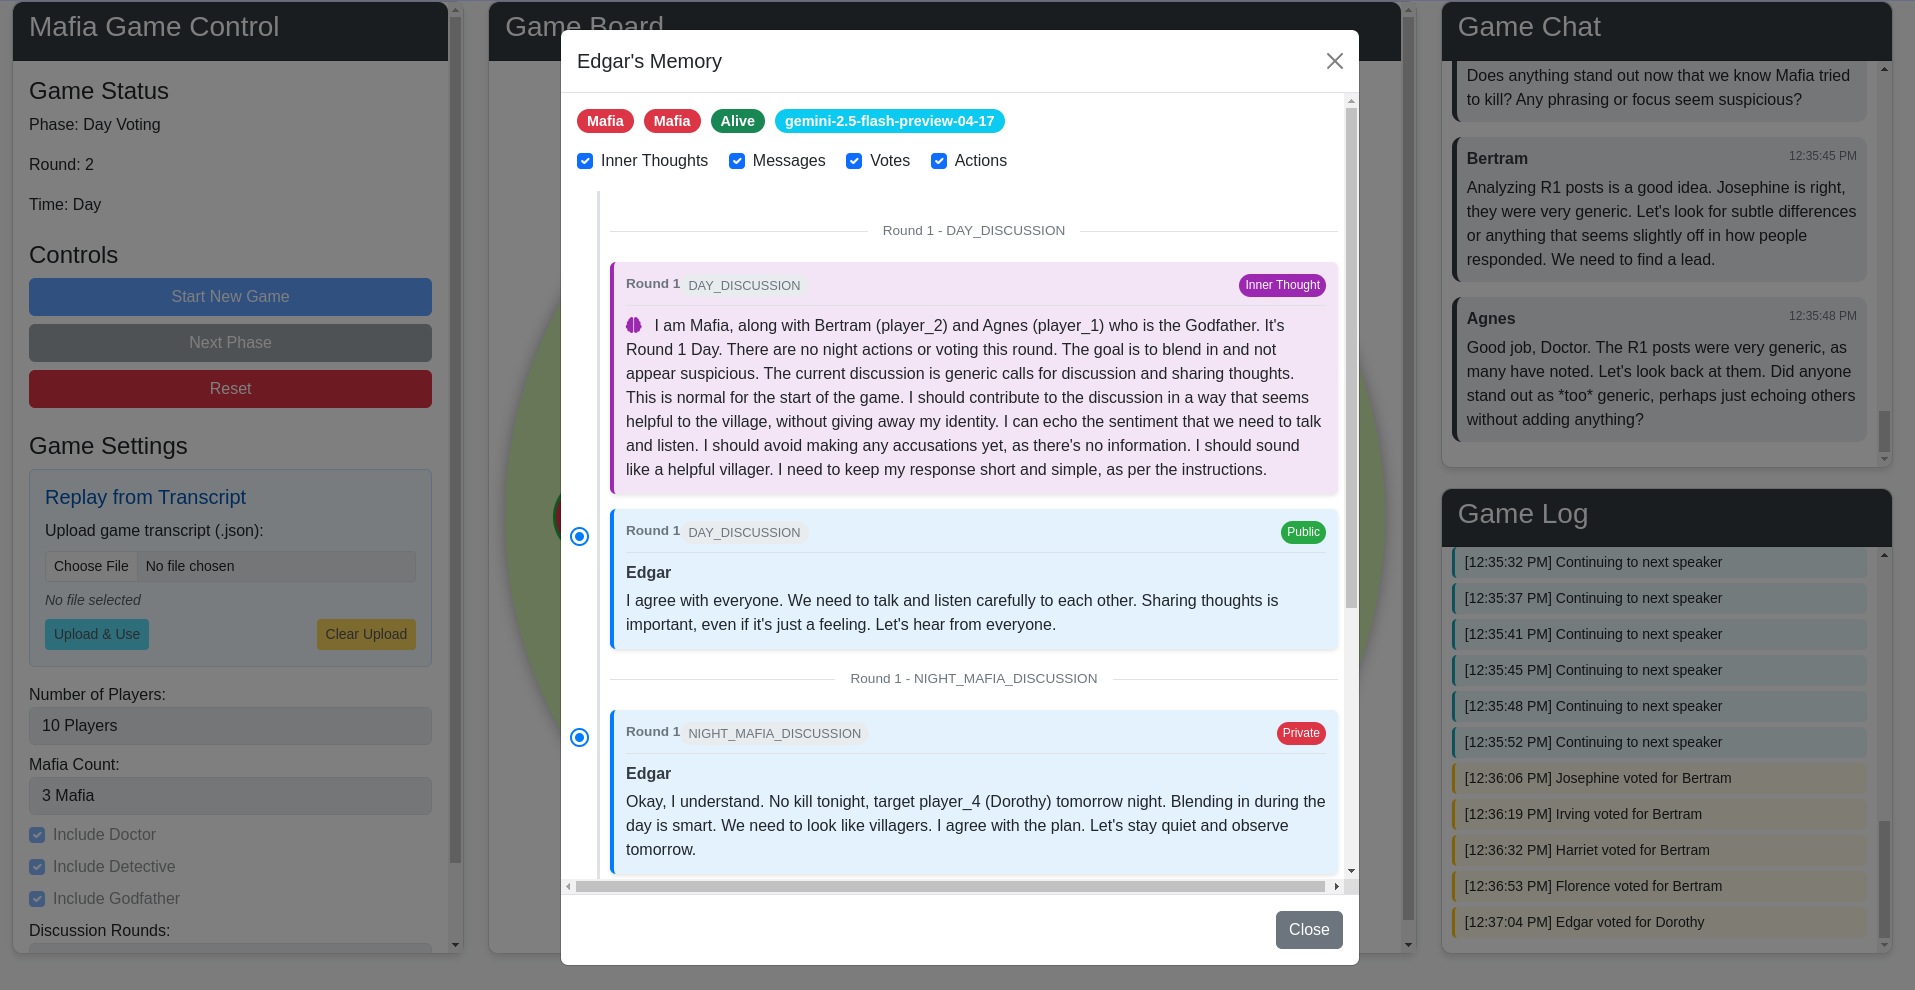 Mafia Game Control
Game Status
Phase: Day Voting
Round: 2
Time: Day
Controls
Start New Game
Next Phase
Reset
Game Settings
Replay from Transcript
Upload game transcript (.json):
Choose File No file chosen
No file selected
Upload & Use
Clear Upload
Number of Players:
10 Players
Mafia Count:
3 Mafia
Include Doctor
Include Detective
Include Godfather
Discussion Rounds:
Game Board
Edgar's Memory
Mafia Mafia Alive gemini-2.5-flash-preview-04-17
Inner Thoughts Messages Votes Actions
Round 1 - DAY_DISCUSSION
Round 1 DAY_DISCUSSION Inner Thought
I am Mafia, along with Bertram (player_2) and Agnes (player_1) who is the Godfather. It's
Round 1 Day. There are no night actions or voting this round. The goal is to blend in and not
appear suspicious. The current discussion is generic calls for discussion and sharing thoughts.
This is normal for the start of the game. I should contribute to the discussion in a way that seems
helpful to the village, without giving away my identity. I can echo the sentiment that we need to talk
and listen. I should avoid making any accusations yet, as there's no information. I should sound
like a helpful villager. I need to keep my response short and simple, as per the instructions.
Round 1 DAY_DISCUSSION Public
Edgar
I agree with everyone. We need to talk and listen carefully to each other. Sharing thoughts is
important, even if it's just a feeling. Let's hear from everyone.
Round 1 - NIGHT_MAFIA_DISCUSSION
Round 1 NIGHT_MAFIA_DISCUSSION Private
Edgar
Okay, I understand. No kill tonight, target player_4 (Dorothy) tomorrow night. Blending in during the
day is smart. We need to look like villagers. I agree with the plan. Let's stay quiet and observe
tomorrow.
Close
Game Chat
Does anything stand out now that we know Mafia tried
to kill? Any phrasing or focus seem suspicious?
Bertram 12:35:45 PM
Analyzing R1 posts is a good idea. Josephine is right,
they were very generic. Let's look for subtle differences
or anything that seems slightly off in how people
responded. We need to find a lead.
Agnes 12:35:48 PM
Good job, Doctor. The R1 posts were very generic, as
many have noted. Let's look back at them. Did anyone
stand out as *too* generic, perhaps just echoing others
without adding anything?
Game Log
[12:35:32 PM] Continuing to next speaker
[12:35:37 PM] Continuing to next speaker
[12:35:41 PM] Continuing to next speaker
[12:35:45 PM] Continuing to next speaker
[12:35:48 PM] Continuing to next speaker
[12:35:52 PM] Continuing to next speaker
[12:36:06 PM] Josephine voted for Bertram
[12:36:19 PM] Irving voted for Bertram
[12:36:32 PM] Harriet voted for Bertram
[12:36:53 PM] Florence voted for Bertram
[12:37:04 PM] Edgar voted for Dorothy